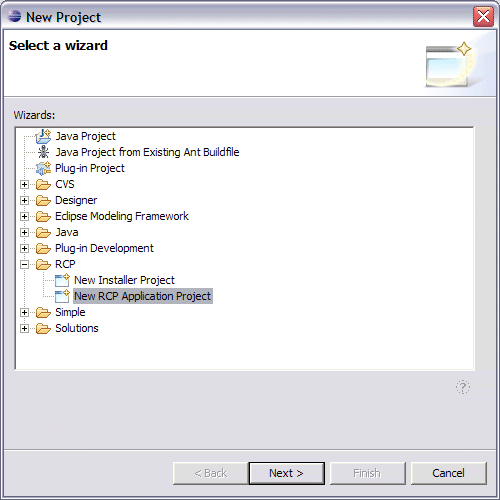 New Project
Select a wizard
Wizards:
Java Project
Java Project from Existing Ant Buildfile
Plug-in Project
CVS
Designer
Eclipse Modeling Framework
Java
Plug-in Development
RCP
New Installer Project
New RCP Application Project
Simple
Solutions
?
< Back
Next >
Finish
Cancel